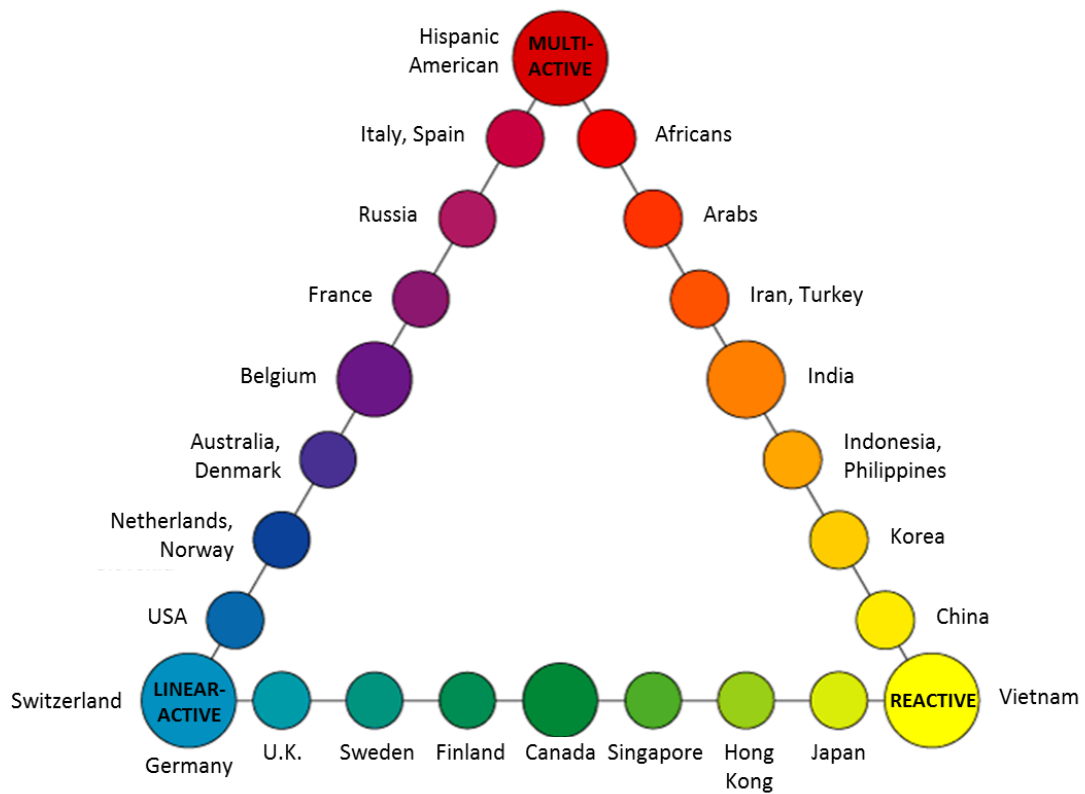 Hispanic
American
MULTI-
ACTIVE
Italy, Spain
Africans
Russia
Arabs
France
Iran, Turkey
Belgium
India
Australia,
Denmark
Indonesia,
Philippines
Netherlands,
Norway
Korea
USA
China
Switzerland
LINEAR-
ACTIVE
REACTIVE
Vietnam
Germany
U.K.
Sweden
Finland
Canada
Singapore
Hong
Kong
Japan